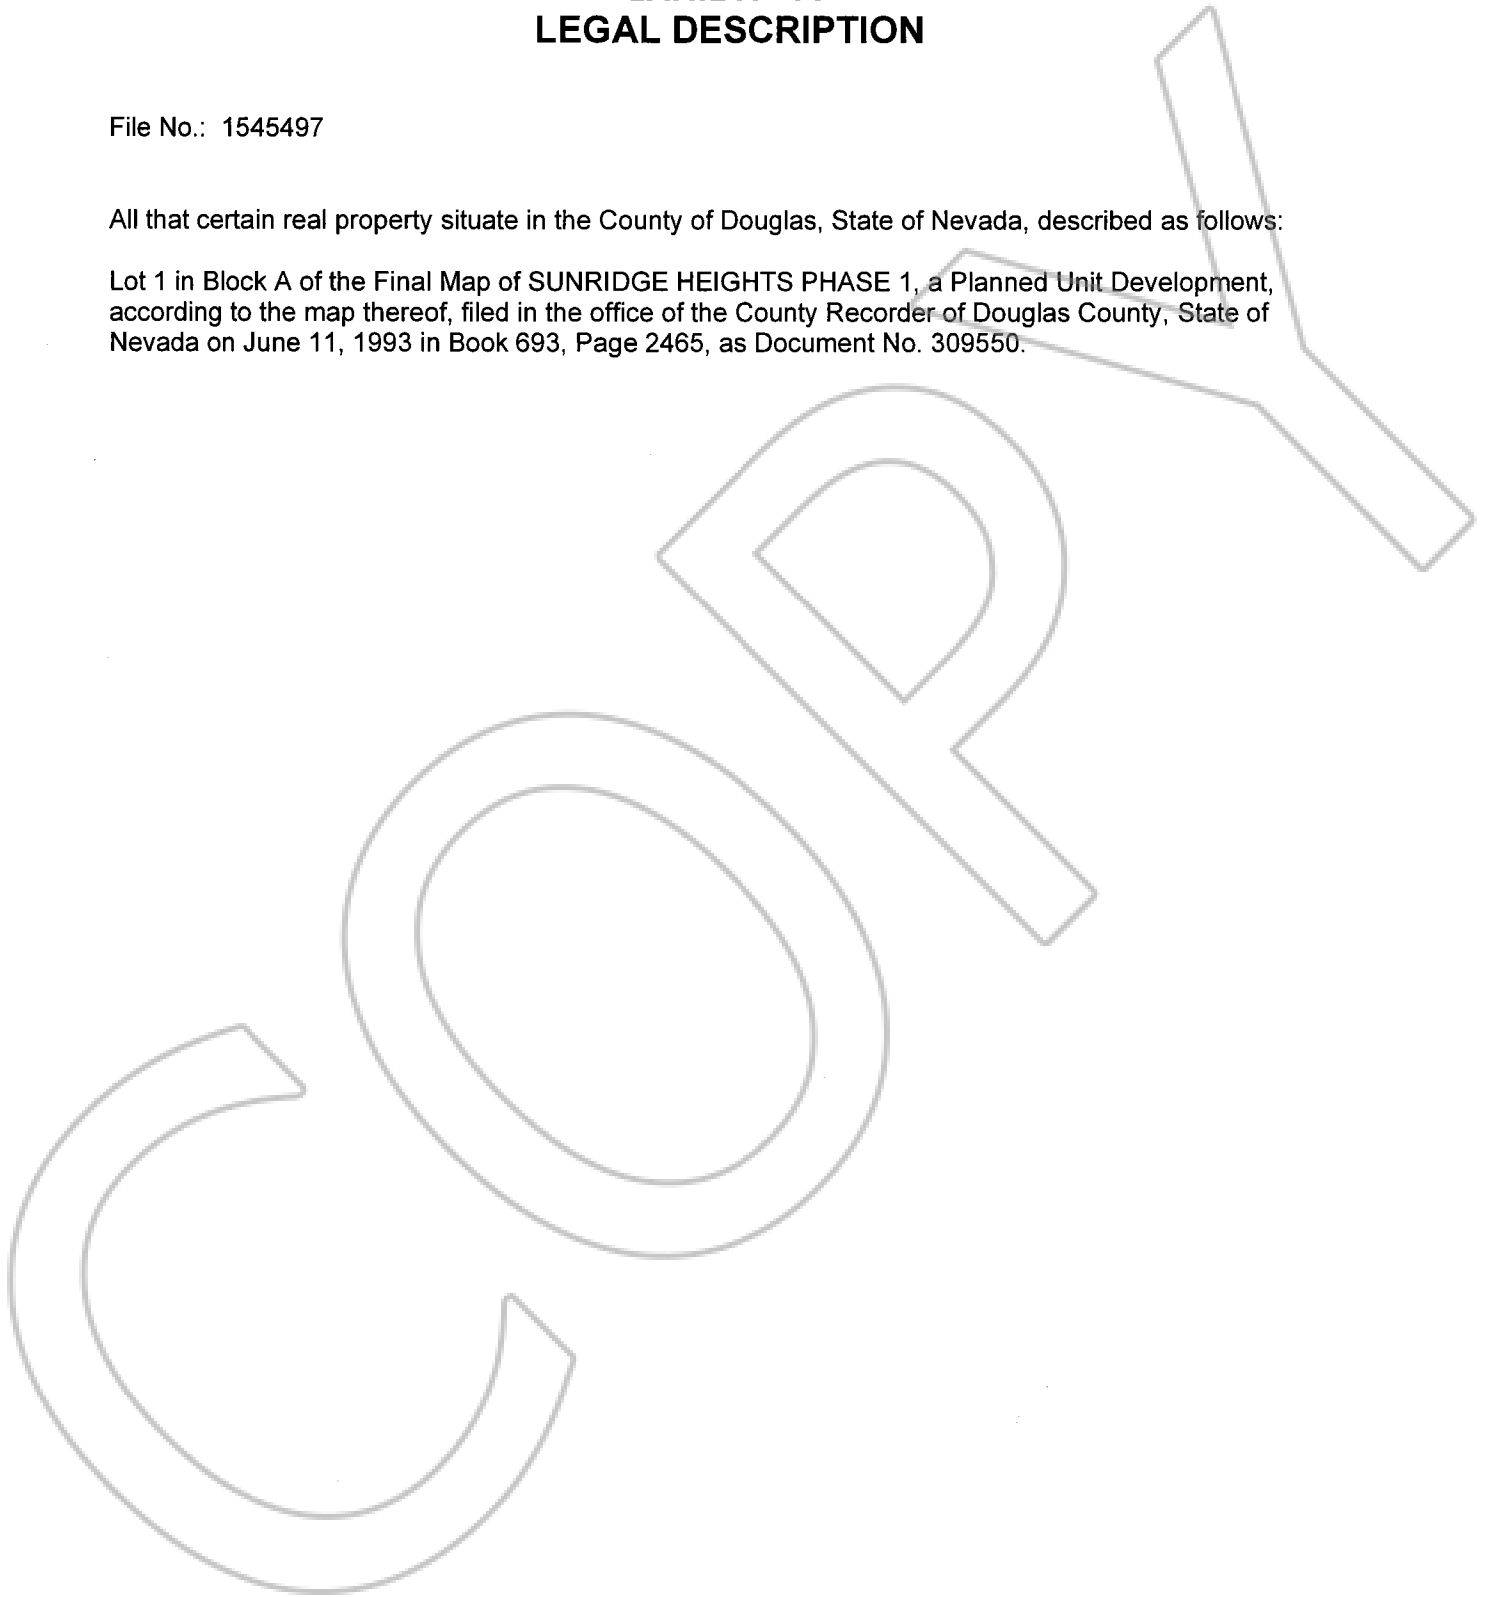 LEGAL DESCRIPTION
File No.: 1545497
All that certain real property situate in the County of Douglas, State of Nevada, described as follows:
Lot 1 in Block A of the Final Map of SUNRIDGE HEIGHTS PHASE 1, a Planned Unit Development,
according to the map thereof, filed in the office of the County Recorder of Douglas County, State of
Nevada on June 11, 1993 in Book 693, Page 2465, as Document No. 309550.
COPY